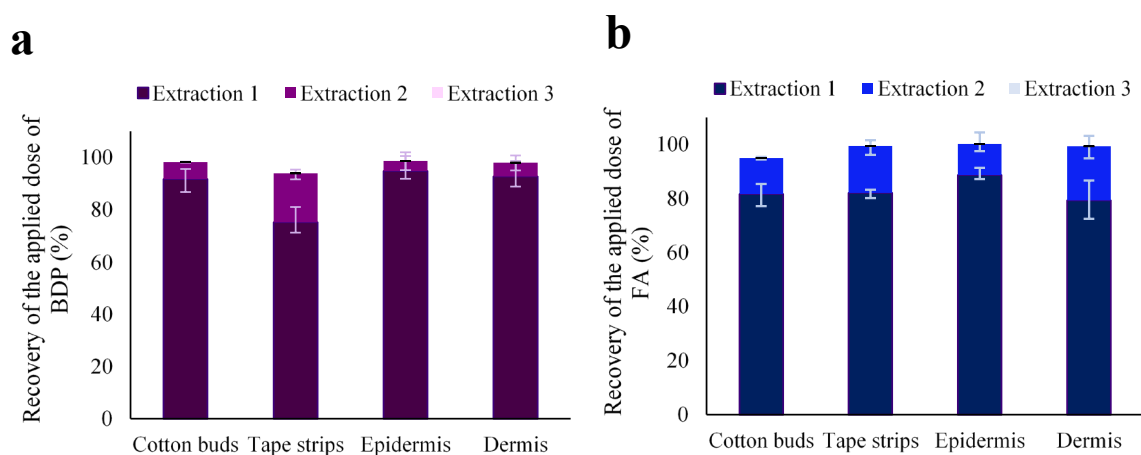 a
Extraction 1 Extraction 2 Extraction 3
Recovery of the applied dose of
BDP (%)
100
80
60
40
20
0
Cotton buds Tape strips Epidermis Dermis
b
Extraction 1 Extraction 2 Extraction 3
Recovery of the applied dose of
FA (%)
100
80
60
40
20
0
Cotton buds Tape strips Epidermis Dermis